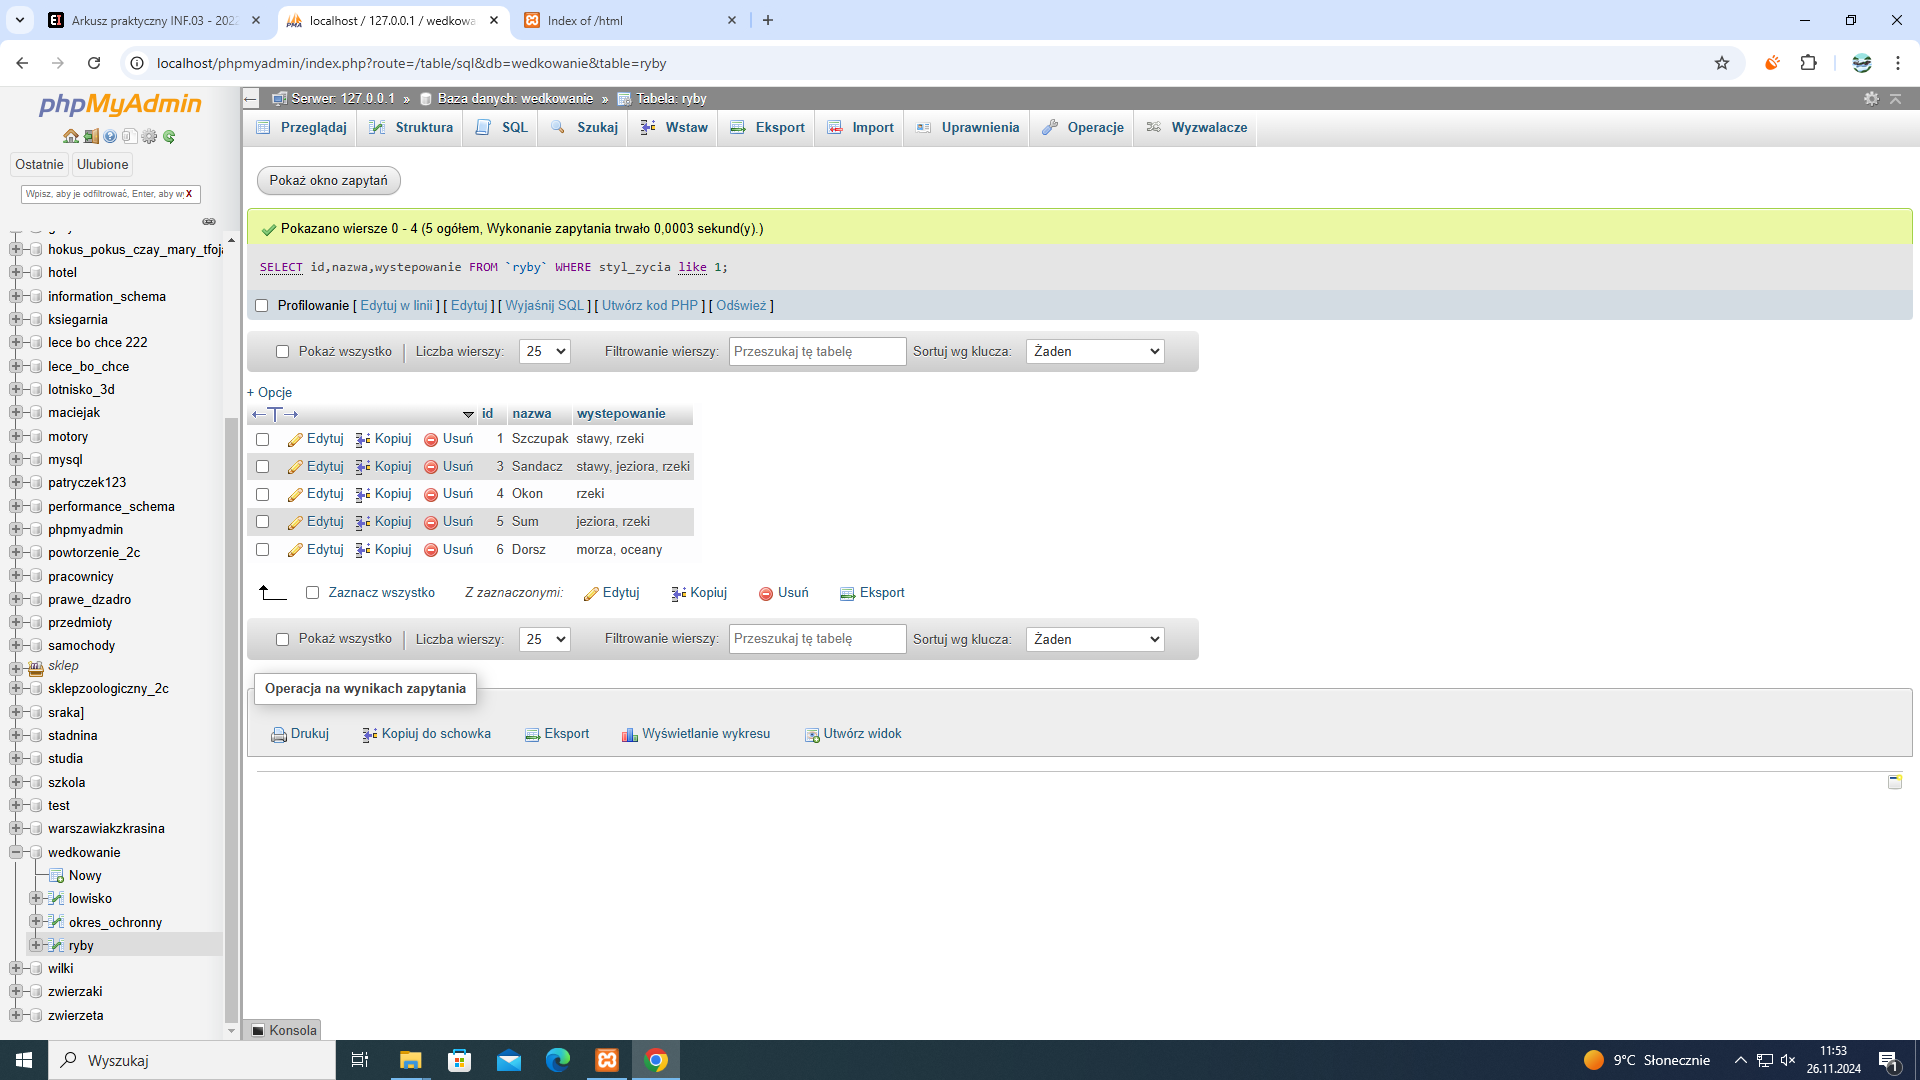 Arkusz praktyczny INF.03 - 2022
localhost / 127.0.0.1 / wedkowa
Index of /html
localhost/phpmyadmin/index.php?route=/table/sql&db=wedkowanie&table=ryby
phpMyAdmin
Ostatnie
Ulubione
Wpisz, aby je odfiltrować, Enter, aby wy X
hokus_pokus_czay_mary_tfoja
hotel
information_schema
ksiegarnia
lece bo chce 222
lece_bo_chce
lotnisko_3d
maciejak
motory
mysql
patryczek123
performance_schema
phpmyadmin
powtorzenie_2c
pracownicy
prawe_dzadro
przedmioty
samochody
sklep
sklepzoologiczny_2c
sraka]
stadnina
studia
szkola
test
warszawiakzkrasina
wedkowanie
Nowy
lowisko
okres_ochronny
ryby
wilki
zwierzaki
zwierzeta
Serwer: 127.0.0.1 » Baza danych: wedkowanie » Tabela: ryby
Przeglądaj Struktura SQL Szukaj Wstaw Eksport Import Uprawnienia Operacje Wyzwalacze
Pokaż okno zapytań
Pokazano wiersze 0 - 4 (5 ogółem, Wykonanie zapytania trwało 0,0003 sekund(y).)
SELECT id,nazwa,wystepowanie FROM `ryby` WHERE styl_zycia like 1;
Profilowanie [ Edytuj w linii ] [ Edytuj ] [ Wyjaśnij SQL ] [ Utwórz kod PHP ] [ Odśwież ]
Pokaż wszystko Liczba wierszy: 25 Filtrowanie wierszy: Przeszukaj tę tabelę Sortuj wg klucza: Żaden
+ Opcje
←T→ id nazwa wystepowanie
Edytuj Kopiuj Usuń 1 Szczupak stawy, rzeki
Edytuj Kopiuj Usuń 3 Sandacz stawy, jeziora, rzeki
Edytuj Kopiuj Usuń 4 Okon rzeki
Edytuj Kopiuj Usuń 5 Sum jeziora, rzeki
Edytuj Kopiuj Usuń 6 Dorsz morza, oceany
Zaznacz wszystko Z zaznaczonymi: Edytuj Kopiuj Usuń Eksport
Pokaż wszystko Liczba wierszy: 25 Filtrowanie wierszy: Przeszukaj tę tabelę Sortuj wg klucza: Żaden
Operacja na wynikach zapytania
Drukuj Kopiuj do schowka Eksport Wyświetlanie wykresu Utwórz widok
Konsola
Wyszukaj
9°C Słonecznie
11:53
26.11.2024
1